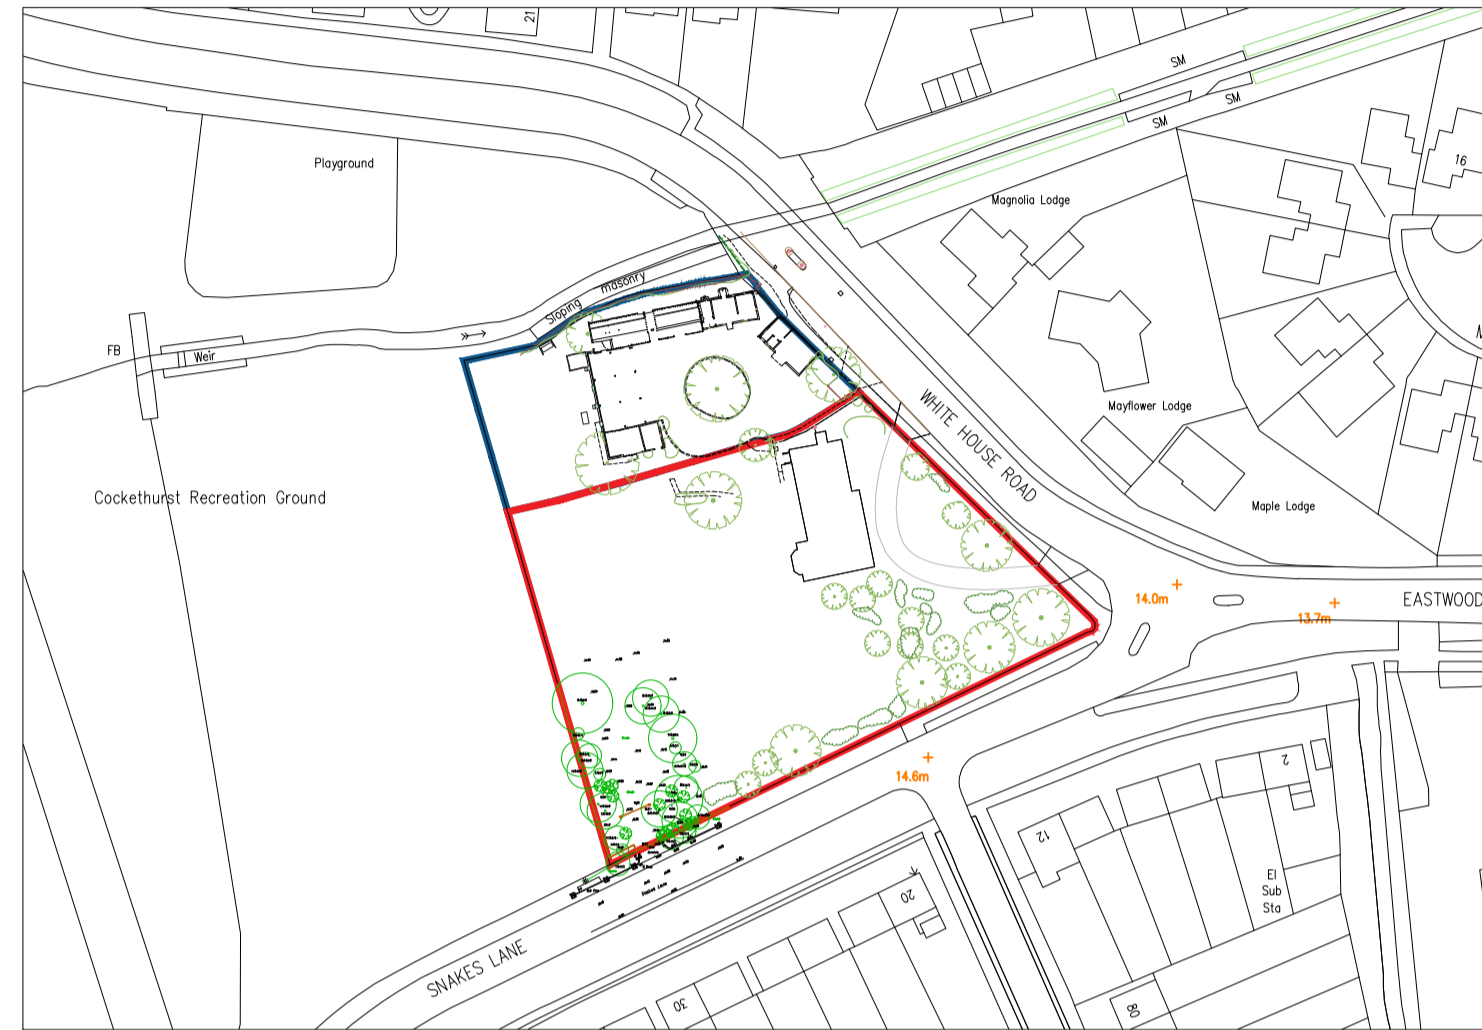 21
SM
SM
SM
Playground
16
Magnolia Lodge
Sloping masonry
FB
Weir
WHITE HOUSE ROAD
Mayflower Lodge
Cockethurst Recreation Ground
Maple Lodge
14.0m
13.7m
EASTWOOD
14.6m
2
12
El
Sub
Sta
20
SNAKES LANE
30
80